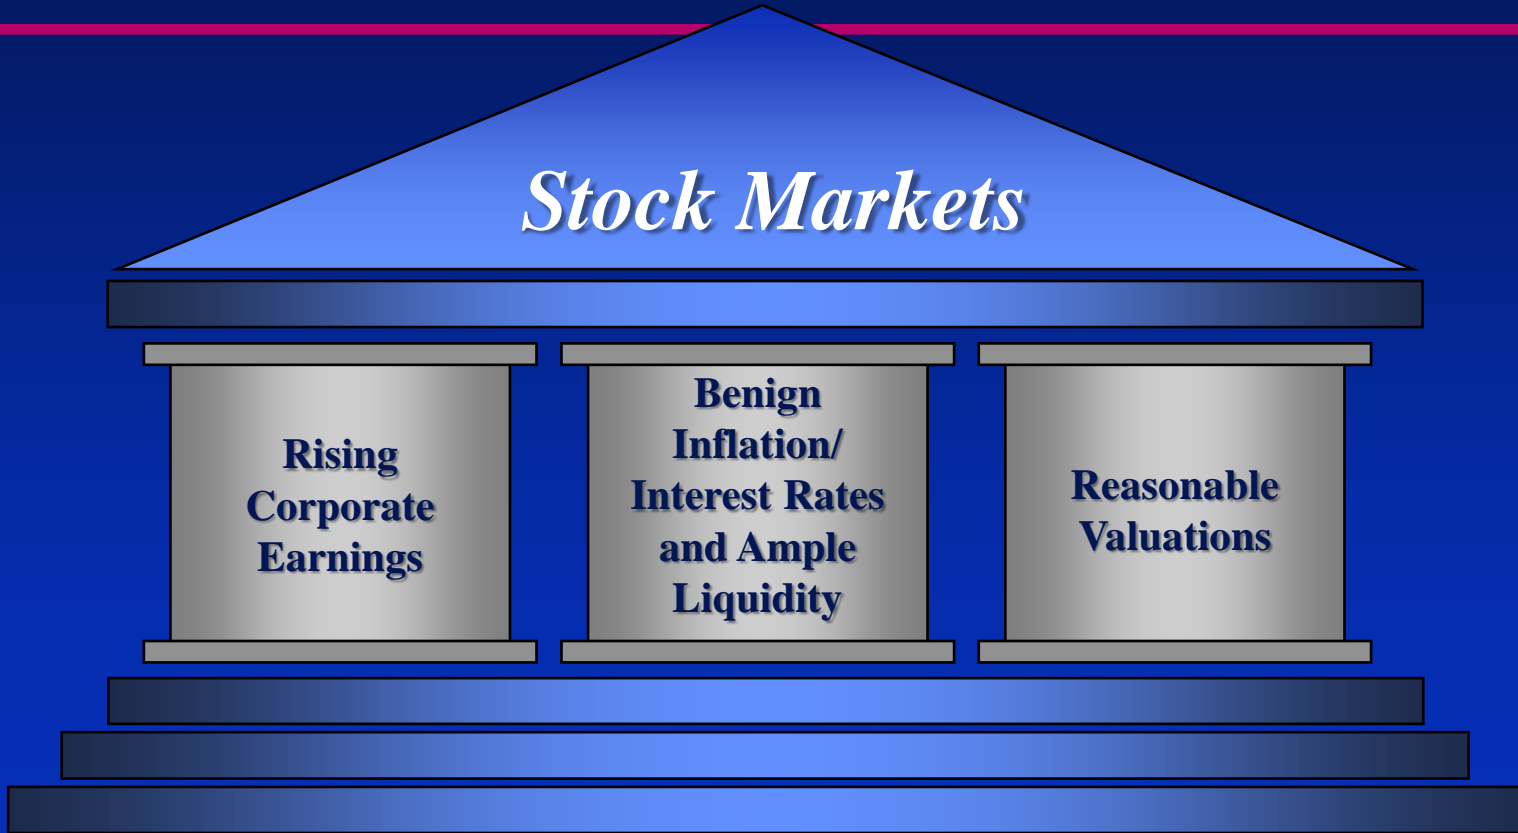 Stock Markets
Rising
Corporate
Earnings
Benign
Inflation/
Interest Rates
and Ample
Liquidity
Reasonable
Valuations